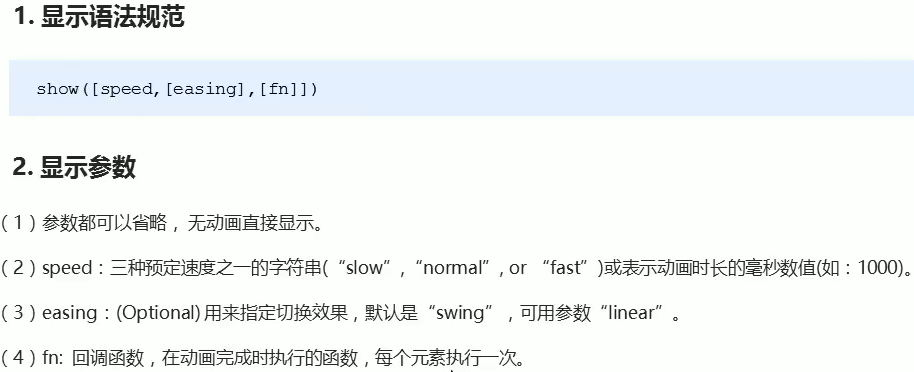 1. 显示语法规范
show([speed,[easing],[fn]])
2. 显示参数
（1）参数都可以省略， 无动画直接显示。
（2）speed：三种预定速度之一的字符串(“slow”,“normal”, or “fast”)或表示动画时长的毫秒数值(如：1000)。
（3）easing：(Optional) 用来指定切换效果，默认是“swing”，可用参数“linear”。
（4）fn: 回调函数，在动画完成时执行的函数，每个元素执行一次。